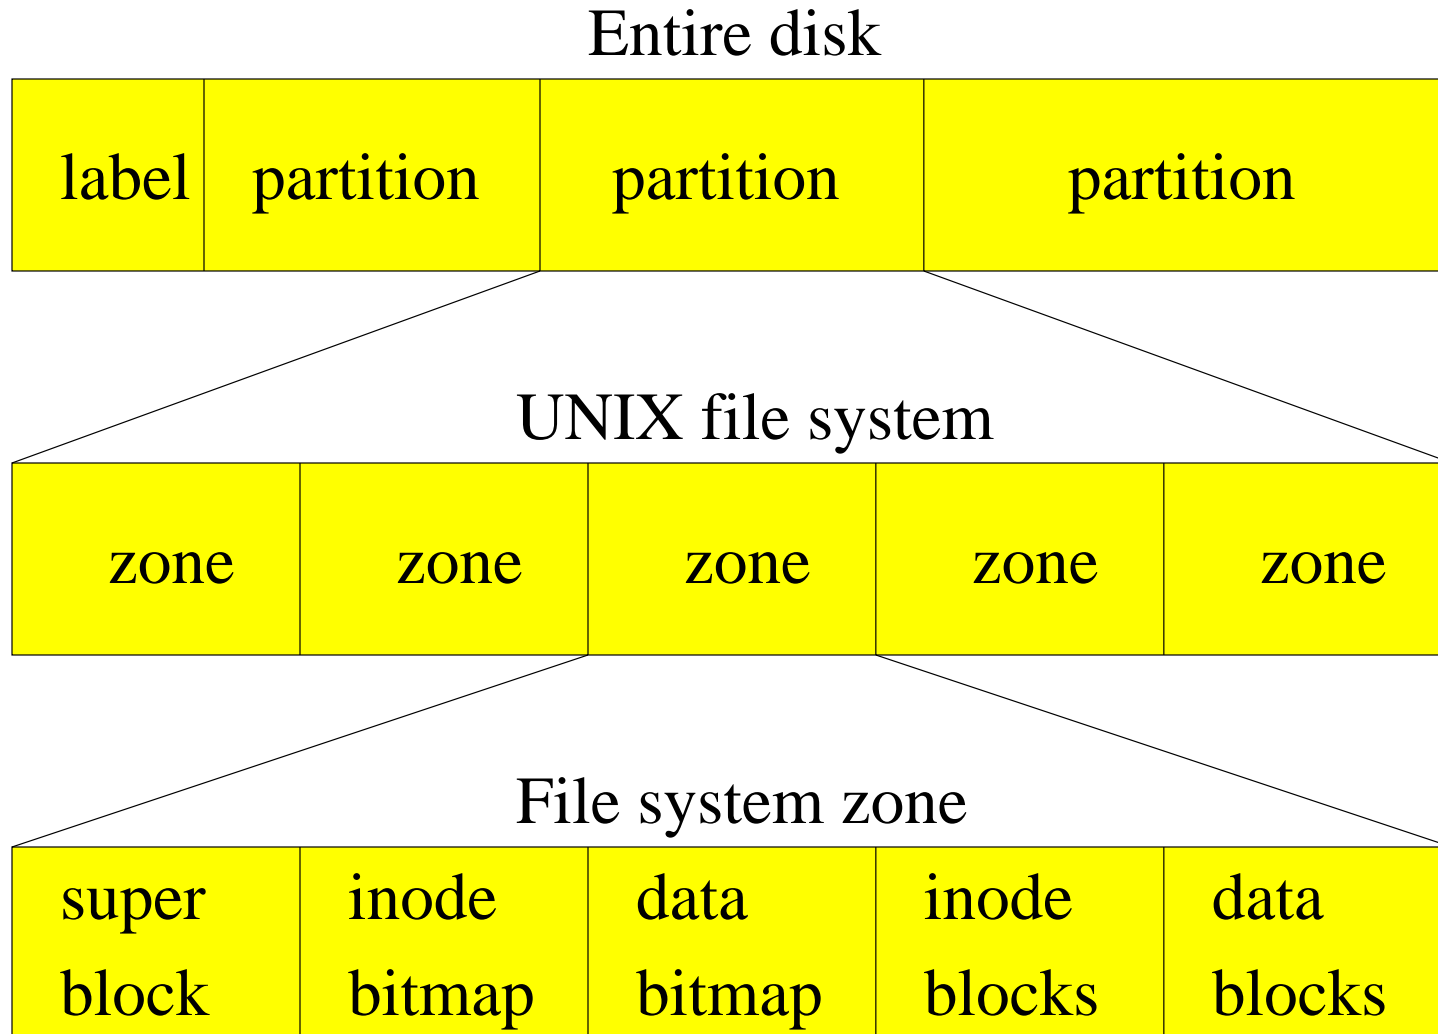 Entire disk
label partition partition partition
UNIX file system
zone zone zone zone zone
File system zone
super inode data inode data
block bitmap bitmap blocks blocks